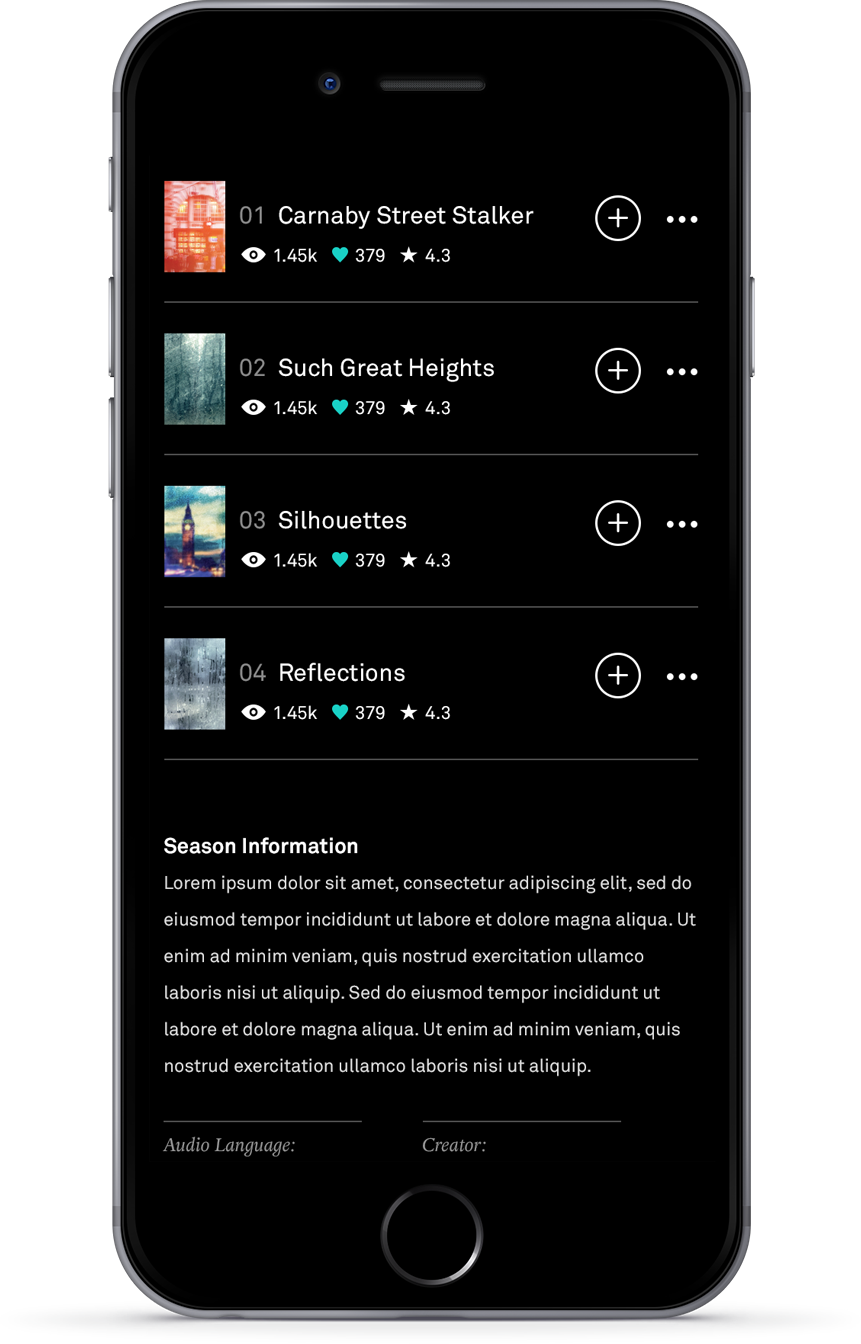 01 Carnaby Street Stalker
1.45k 379 4.3
02 Such Great Heights
1.45k 379 4.3
03 Silhouettes
1.45k 379 4.3
04 Reflections
1.45k 379 4.3
Season Information
Lorem ipsum dolor sit amet, consectetur adipiscing elit, sed do
eiusmod tempor incididunt ut labore et dolore magna aliqua. Ut
enim ad minim veniam, quis nostrud exercitation ullamco
laboris nisi ut aliquip. Sed do eiusmod tempor incididunt ut
labore et dolore magna aliqua. Ut enim ad minim veniam, quis
nostrud exercitation ullamco laboris nisi ut aliquip.
Audio Language: Creator: